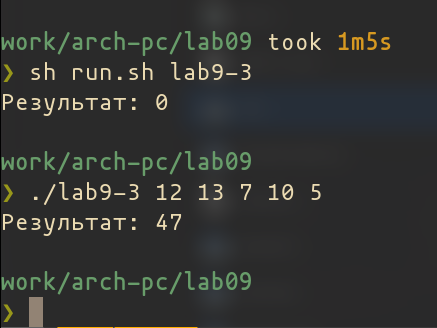 work/arch-pc/lab09 took 1m5s
❯ sh run.sh lab9-3
Результат: 0
work/arch-pc/lab09
❯ ./lab9-3 12 13 7 10 5
Результат: 47
work/arch-pc/lab09
❯